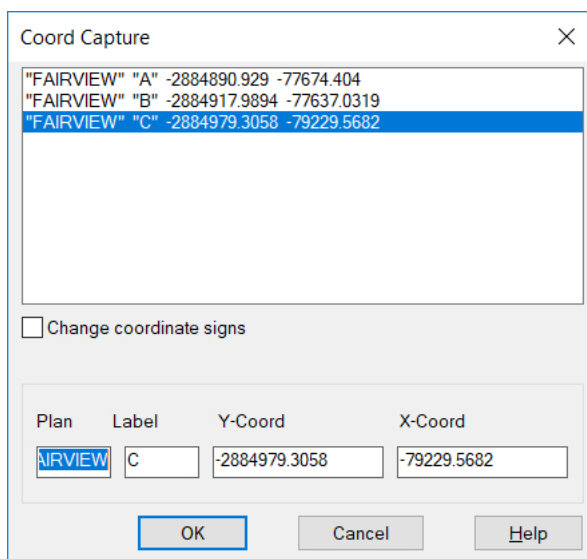 Coord Capture
"FAIRVIEW" "A" -2884890.929 -77674.404
"FAIRVIEW" "B" -2884917.9894 -77637.0319
"FAIRVIEW" "C" -2884979.3058 -79229.5682
Change coordinate signs
Plan Label Y-Coord X-Coord
AIRVIEW C -2884979.3058 -79229.5682
OK Cancel Help